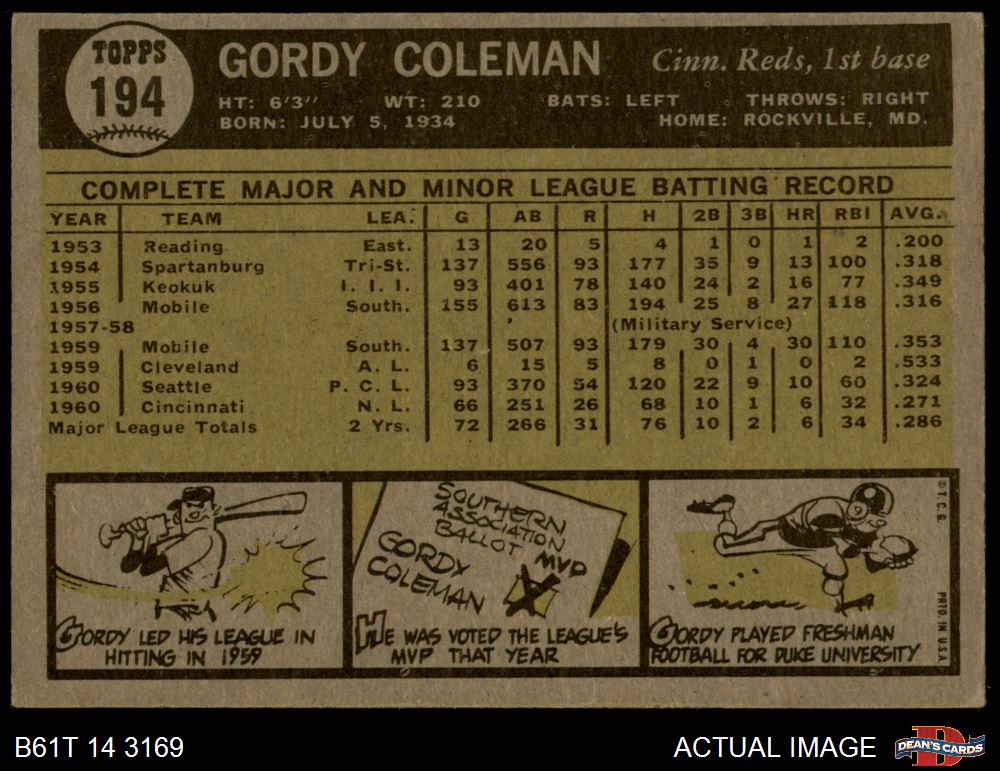 TOPPS
194
GORDY COLEMAN
Cinn. Reds, 1st base
HT: 6'3" WT: 210 BATS: LEFT THROWS: RIGHT
BORN: JULY 5, 1934 HOME: ROCKVILLE, MD.
COMPLETE MAJOR AND MINOR LEAGUE BATTING RECORD
YEAR TEAM LEA. G AB R H 2B 3B HR RBI AVG.
1953 Reading East. 13 20 5 4 1 0 1 2 .200
1954 Spartanburg Tri-St. 137 556 93 177 35 9 13 100 .318
1955 Keokuk I. I. I. 93 401 78 140 24 2 16 77 .349
1956 Mobile South. 155 613 83 194 25 8 27 118 .316
1957-58 (Military Service)
1959 Mobile South. 137 507 93 179 30 4 30 110 .353
1959 Cleveland A. L. 6 15 5 8 0 1 0 2 .533
1960 Seattle P. C. L. 93 370 54 120 22 9 10 60 .324
1960 Cincinnati N. L. 66 251 26 68 10 1 6 32 .271
Major League Totals 2 Yrs. 72 266 31 76 10 2 6 34 .286
GORDY LED HIS LEAGUE IN
HITTING IN 1959
SOUTHERN
ASSOCIATION
BALLOT
MVP
GORDY
COLEMAN
HE WAS VOTED THE LEAGUE'S
MVP THAT YEAR
GORDY PLAYED FRESHMAN
FOOTBALL FOR DUKE UNIVERSITY
© T. C. G.
PRTD. IN U.S.A.
B61T 14 3169
ACTUAL IMAGE
D
DEAN'S CARDS